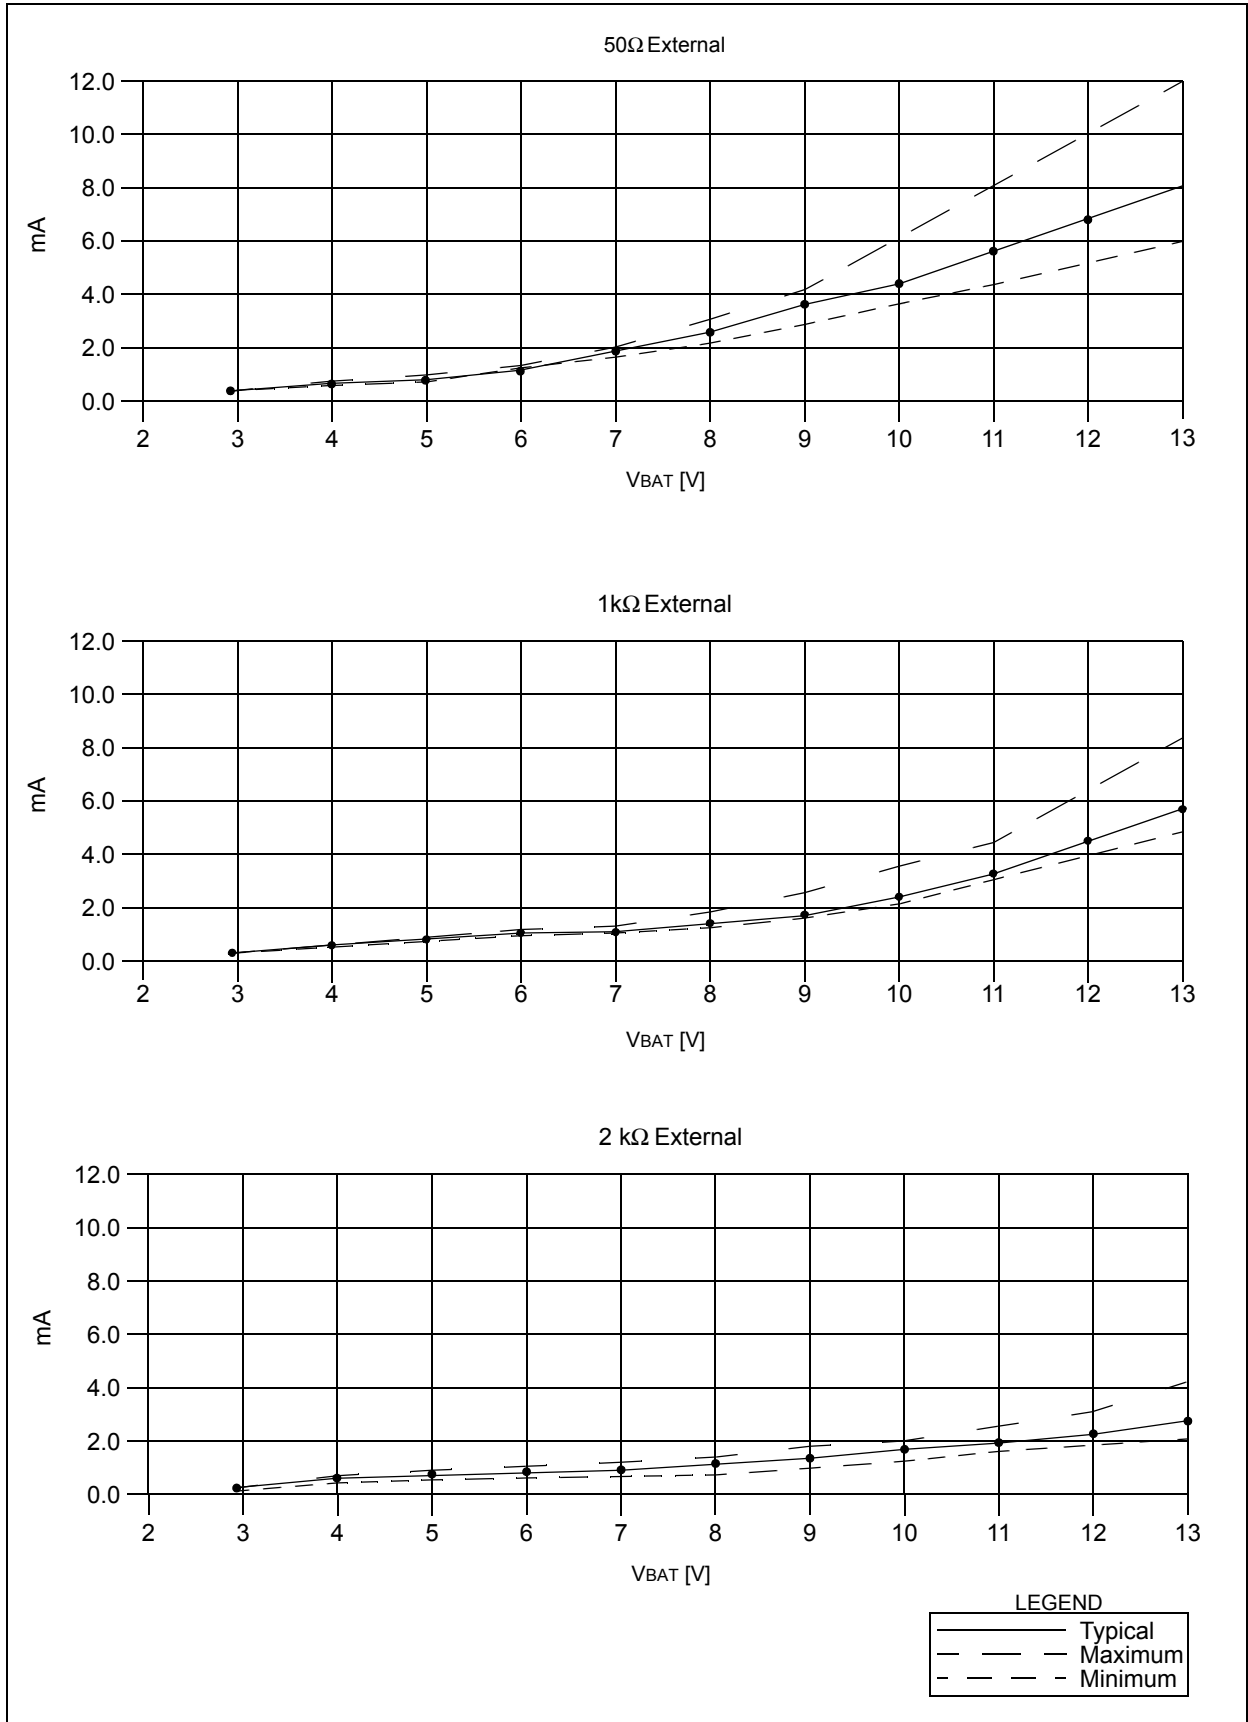 50Ω External
12.0
10.0
8.0
6.0
4.0
2.0
0.0
mA
2 3 4 5 6 7 8 9 10 11 12 13
VBAT [V]
1kΩ External
12.0
10.0
8.0
6.0
4.0
2.0
0.0
mA
2 3 4 5 6 7 8 9 10 11 12 13
VBAT [V]
2 kΩ External
12.0
10.0
8.0
6.0
4.0
2.0
0.0
mA
2 3 4 5 6 7 8 9 10 11 12 13
VBAT [V]
LEGEND
Typical
Maximum
Minimum